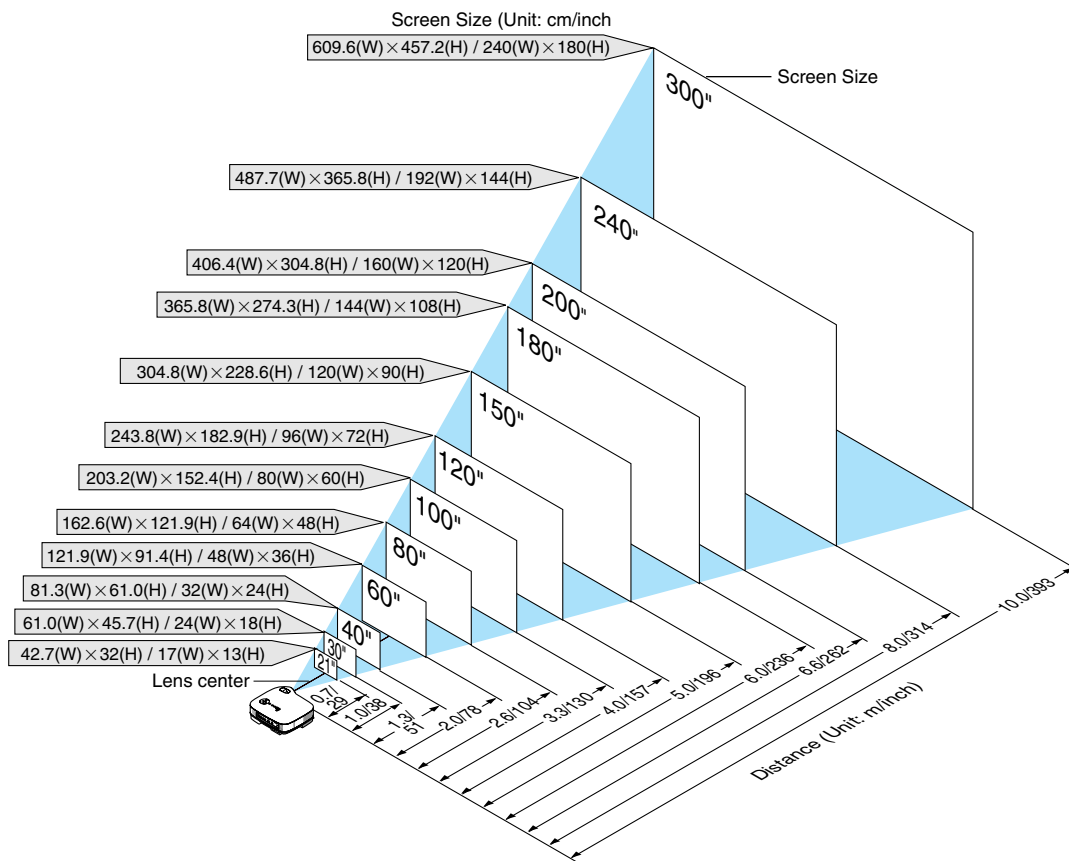 Screen Size (Unit: cm/inch
609.6(W)×457.2(H) / 240(W)×180(H)
Screen Size
300"
487.7(W)×365.8(H) / 192(W)×144(H)
240"
406.4(W)×304.8(H) / 160(W)×120(H)
200"
365.8(W)×274.3(H) / 144(W)×108(H)
180"
304.8(W)×228.6(H) / 120(W)×90(H)
150"
243.8(W)×182.9(H) / 96(W)×72(H)
120"
203.2(W)×152.4(H) / 80(W)×60(H)
100"
162.6(W)×121.9(H) / 64(W)×48(H)
80"
121.9(W)×91.4(H) / 48(W)×36(H)
60"
81.3(W)×61.0(H) / 32(W)×24(H)
40"
61.0(W)×45.7(H) / 24(W)×18(H)
30"
42.7(W)×32(H) / 17(W)×13(H)
21"
Lens center
0.7/
29
1.0/38
1.3/
51
2.0/78
2.6/104
3.3/130
4.0/157
5.0/196
6.0/236
6.6/262
8.0/314
10.0/393
Distance (Unit: m/inch)